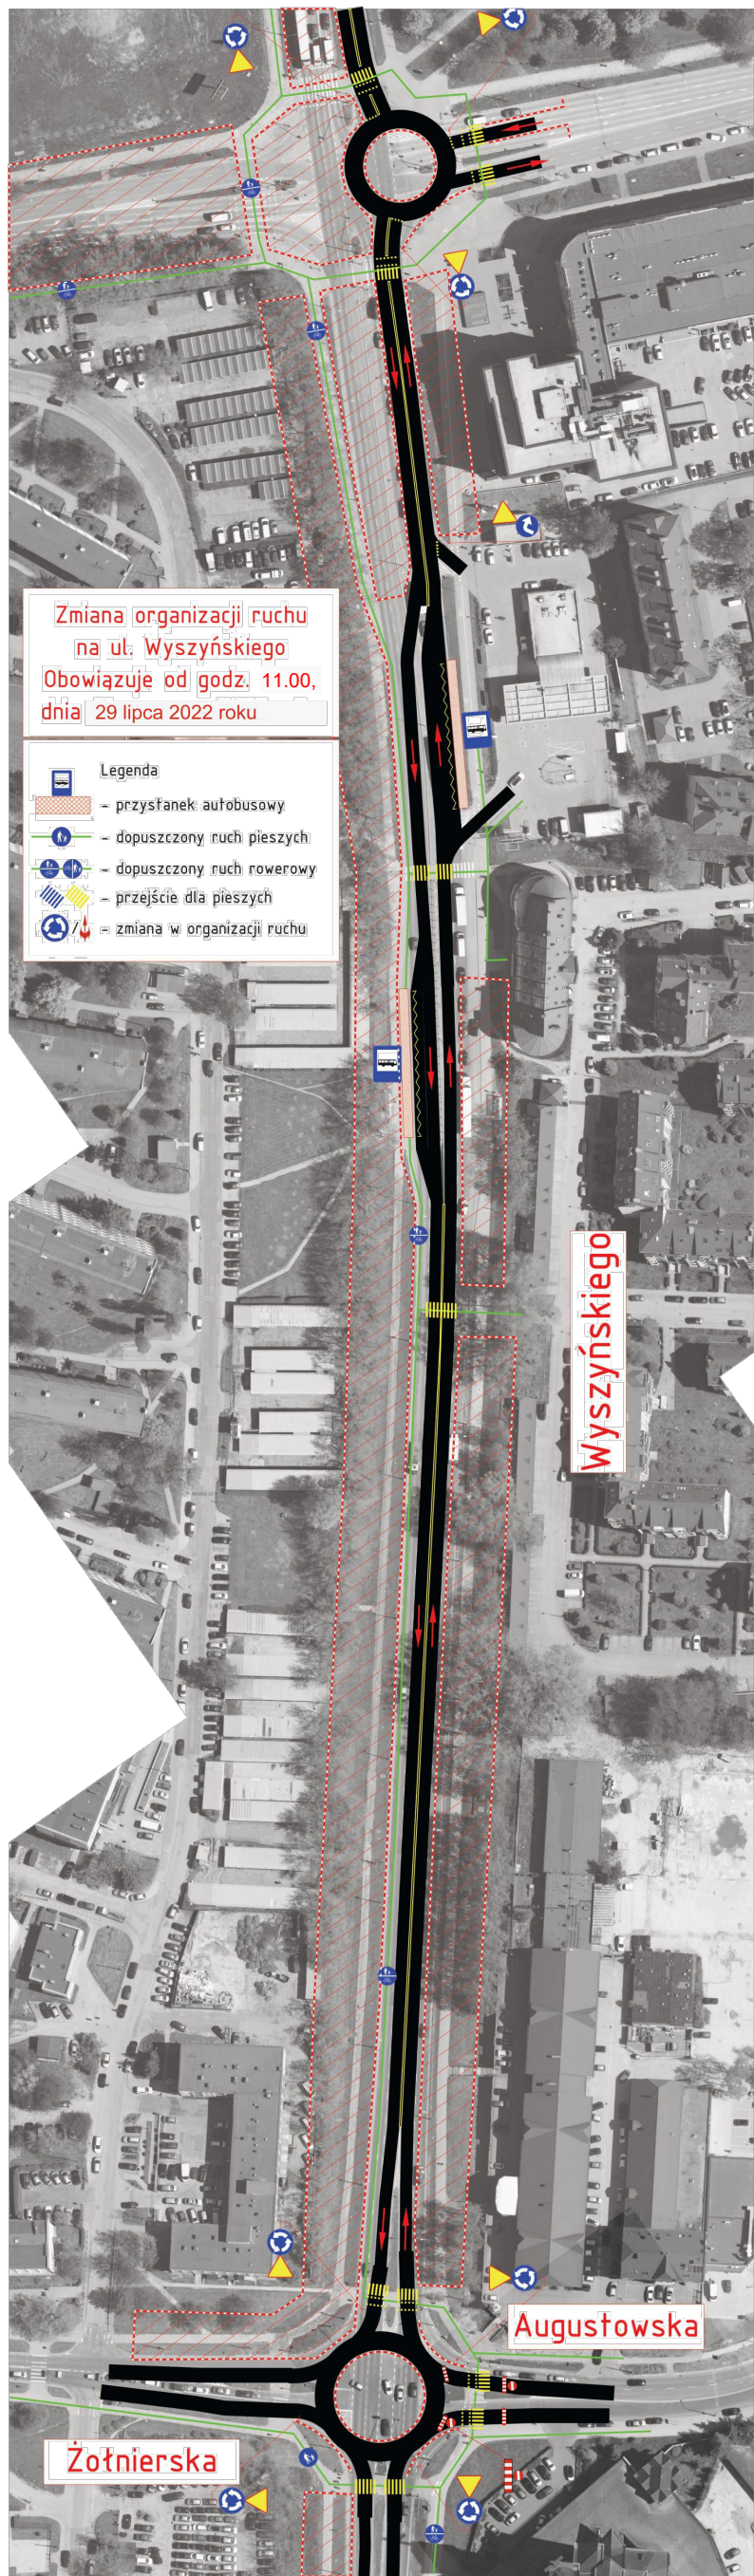 Zmiana organizacji ruchu
na ul. Wyszyńskiego
Obowiązuje od godz. 11.00,
dnia 29 lipca 2022 roku
Legenda
- przystanek autobusowy
- dopuszczony ruch pieszych
- dopuszczony ruch rowerowy
- przejście dla pieszych
/ - zmiana w organizacji ruchu
Wyszyńskiego
Augustowska
Żołnierska